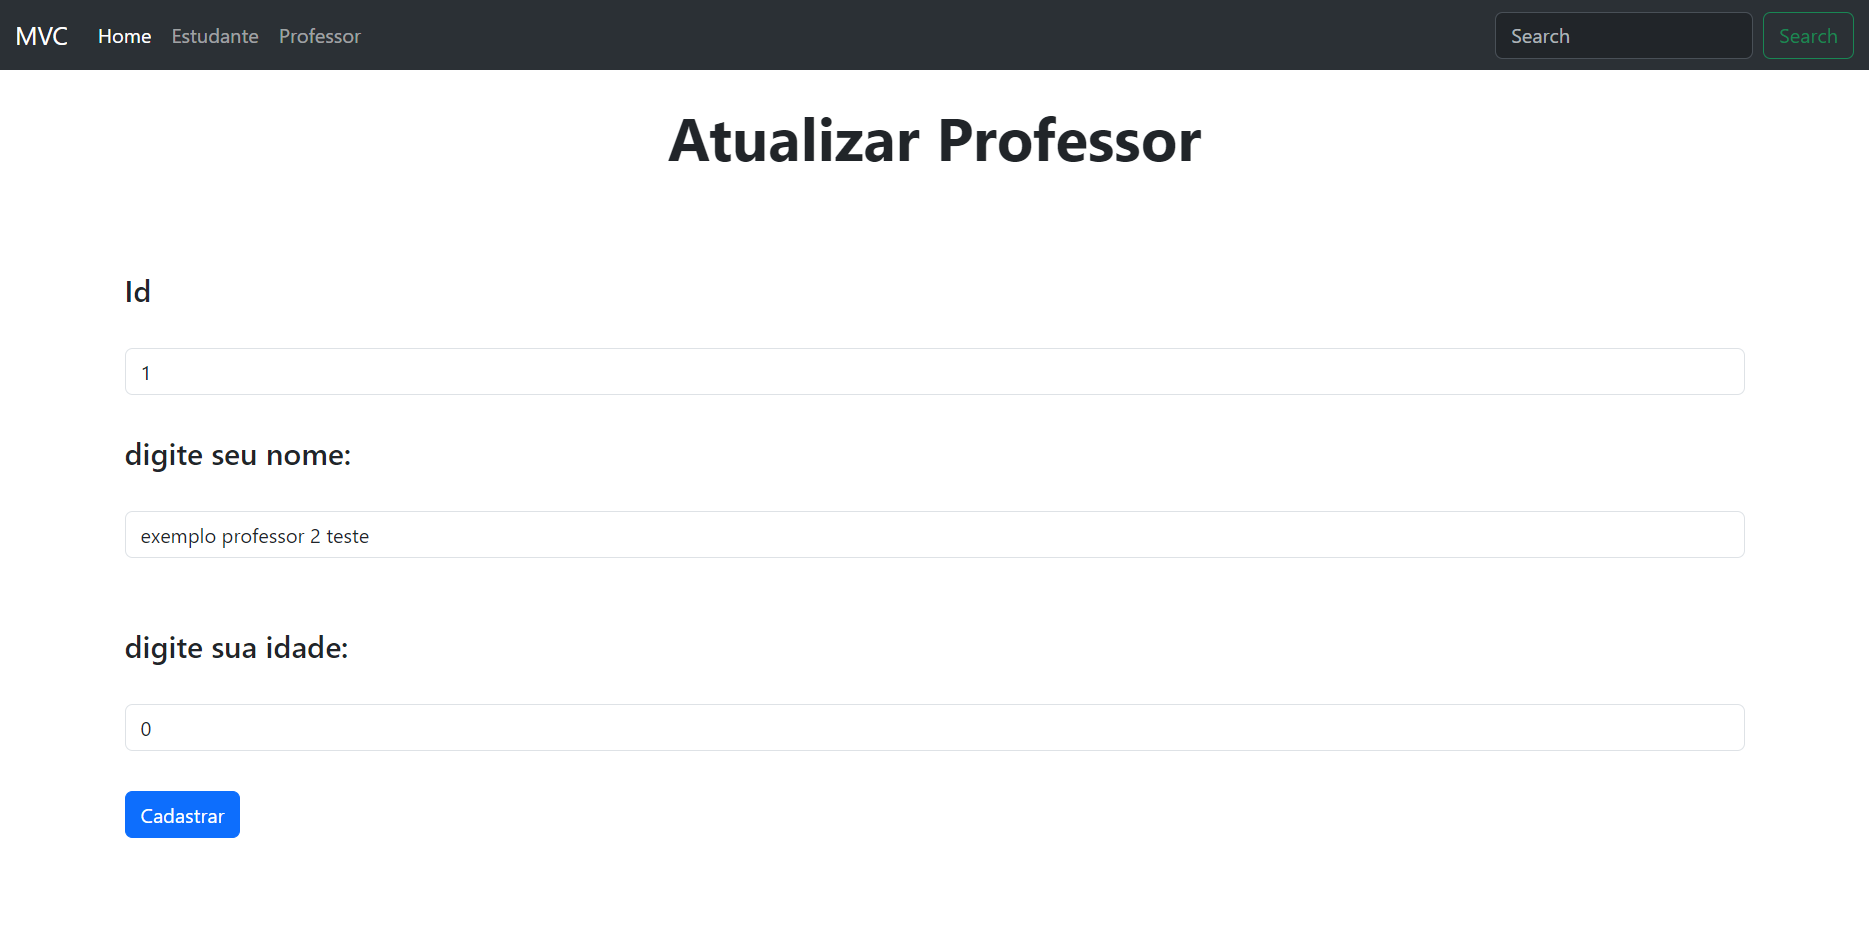 MVC Home Estudante Professor Search Search
Atualizar Professor
Id
1
digite seu nome:
exemplo professor 2 teste
digite sua idade:
0
Cadastrar